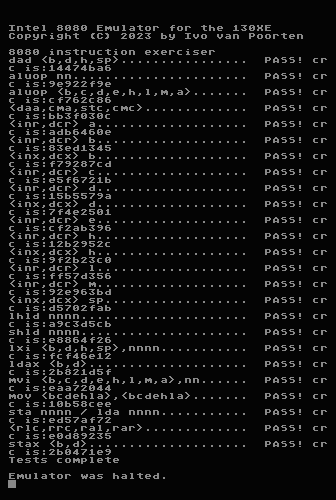 Intel 8080 Emulator for the 130XE
Copyright (C) 2023 by Ivo van Poorten
8080 instruction exerciser
dad <b,d,h,sp>................  PASS! cr
c is:14474ba6
aluop nn......................  PASS! cr
c is:9e922f9e
aluop <b,c,d,e,h,l,m,a>.......  PASS! cr
c is:cf762c86
<daa,cma,stc,cmc>.............  PASS! cr
c is:bb3f030c
<inr,dcr> a...................  PASS! cr
c is:adb6460e
<inr,dcr> b...................  PASS! cr
c is:83ed1345
<inx,dcx> b...................  PASS! cr
c is:f79287cd
<inr,dcr> c...................  PASS! cr
c is:e5f6721b
<inr,dcr> d...................  PASS! cr
c is:15b5579a
<inx,dcx> d...................  PASS! cr
c is:7f4e2501
<inr,dcr> e...................  PASS! cr
c is:cf2ab396
<inr,dcr> h...................  PASS! cr
c is:12b2952c
<inx,dcx> h...................  PASS! cr
c is:9f2b23c0
<inr,dcr> l...................  PASS! cr
c is:ff57d356
<inr,dcr> m...................  PASS! cr
c is:92e963bd
<inx,dcx> sp..................  PASS! cr
c is:d5702fab
lhld nnnn.....................  PASS! cr
c is:a9c3d5cb
shld nnnn.....................  PASS! cr
c is:e8864f26
lxi <b,d,h,sp>,nnnn...........  PASS! cr
c is:fcf46e12
ldax <b,d>....................  PASS! cr
c is:2b821d5f
mvi <b,c,d,e,h,l,m,a>,nn......  PASS! cr
c is:eaa72044
mov <bcdehla>,<bcdehla>.......  PASS! cr
c is:10b58cee
sta nnnn / lda nnnn...........  PASS! cr
c is:ed57af72
<rlc,rrc,ral,rar>.............  PASS! cr
c is:e0d89235
stax <b,d>....................  PASS! cr
c is:2b0471e9
Tests complete
Emulator was halted.